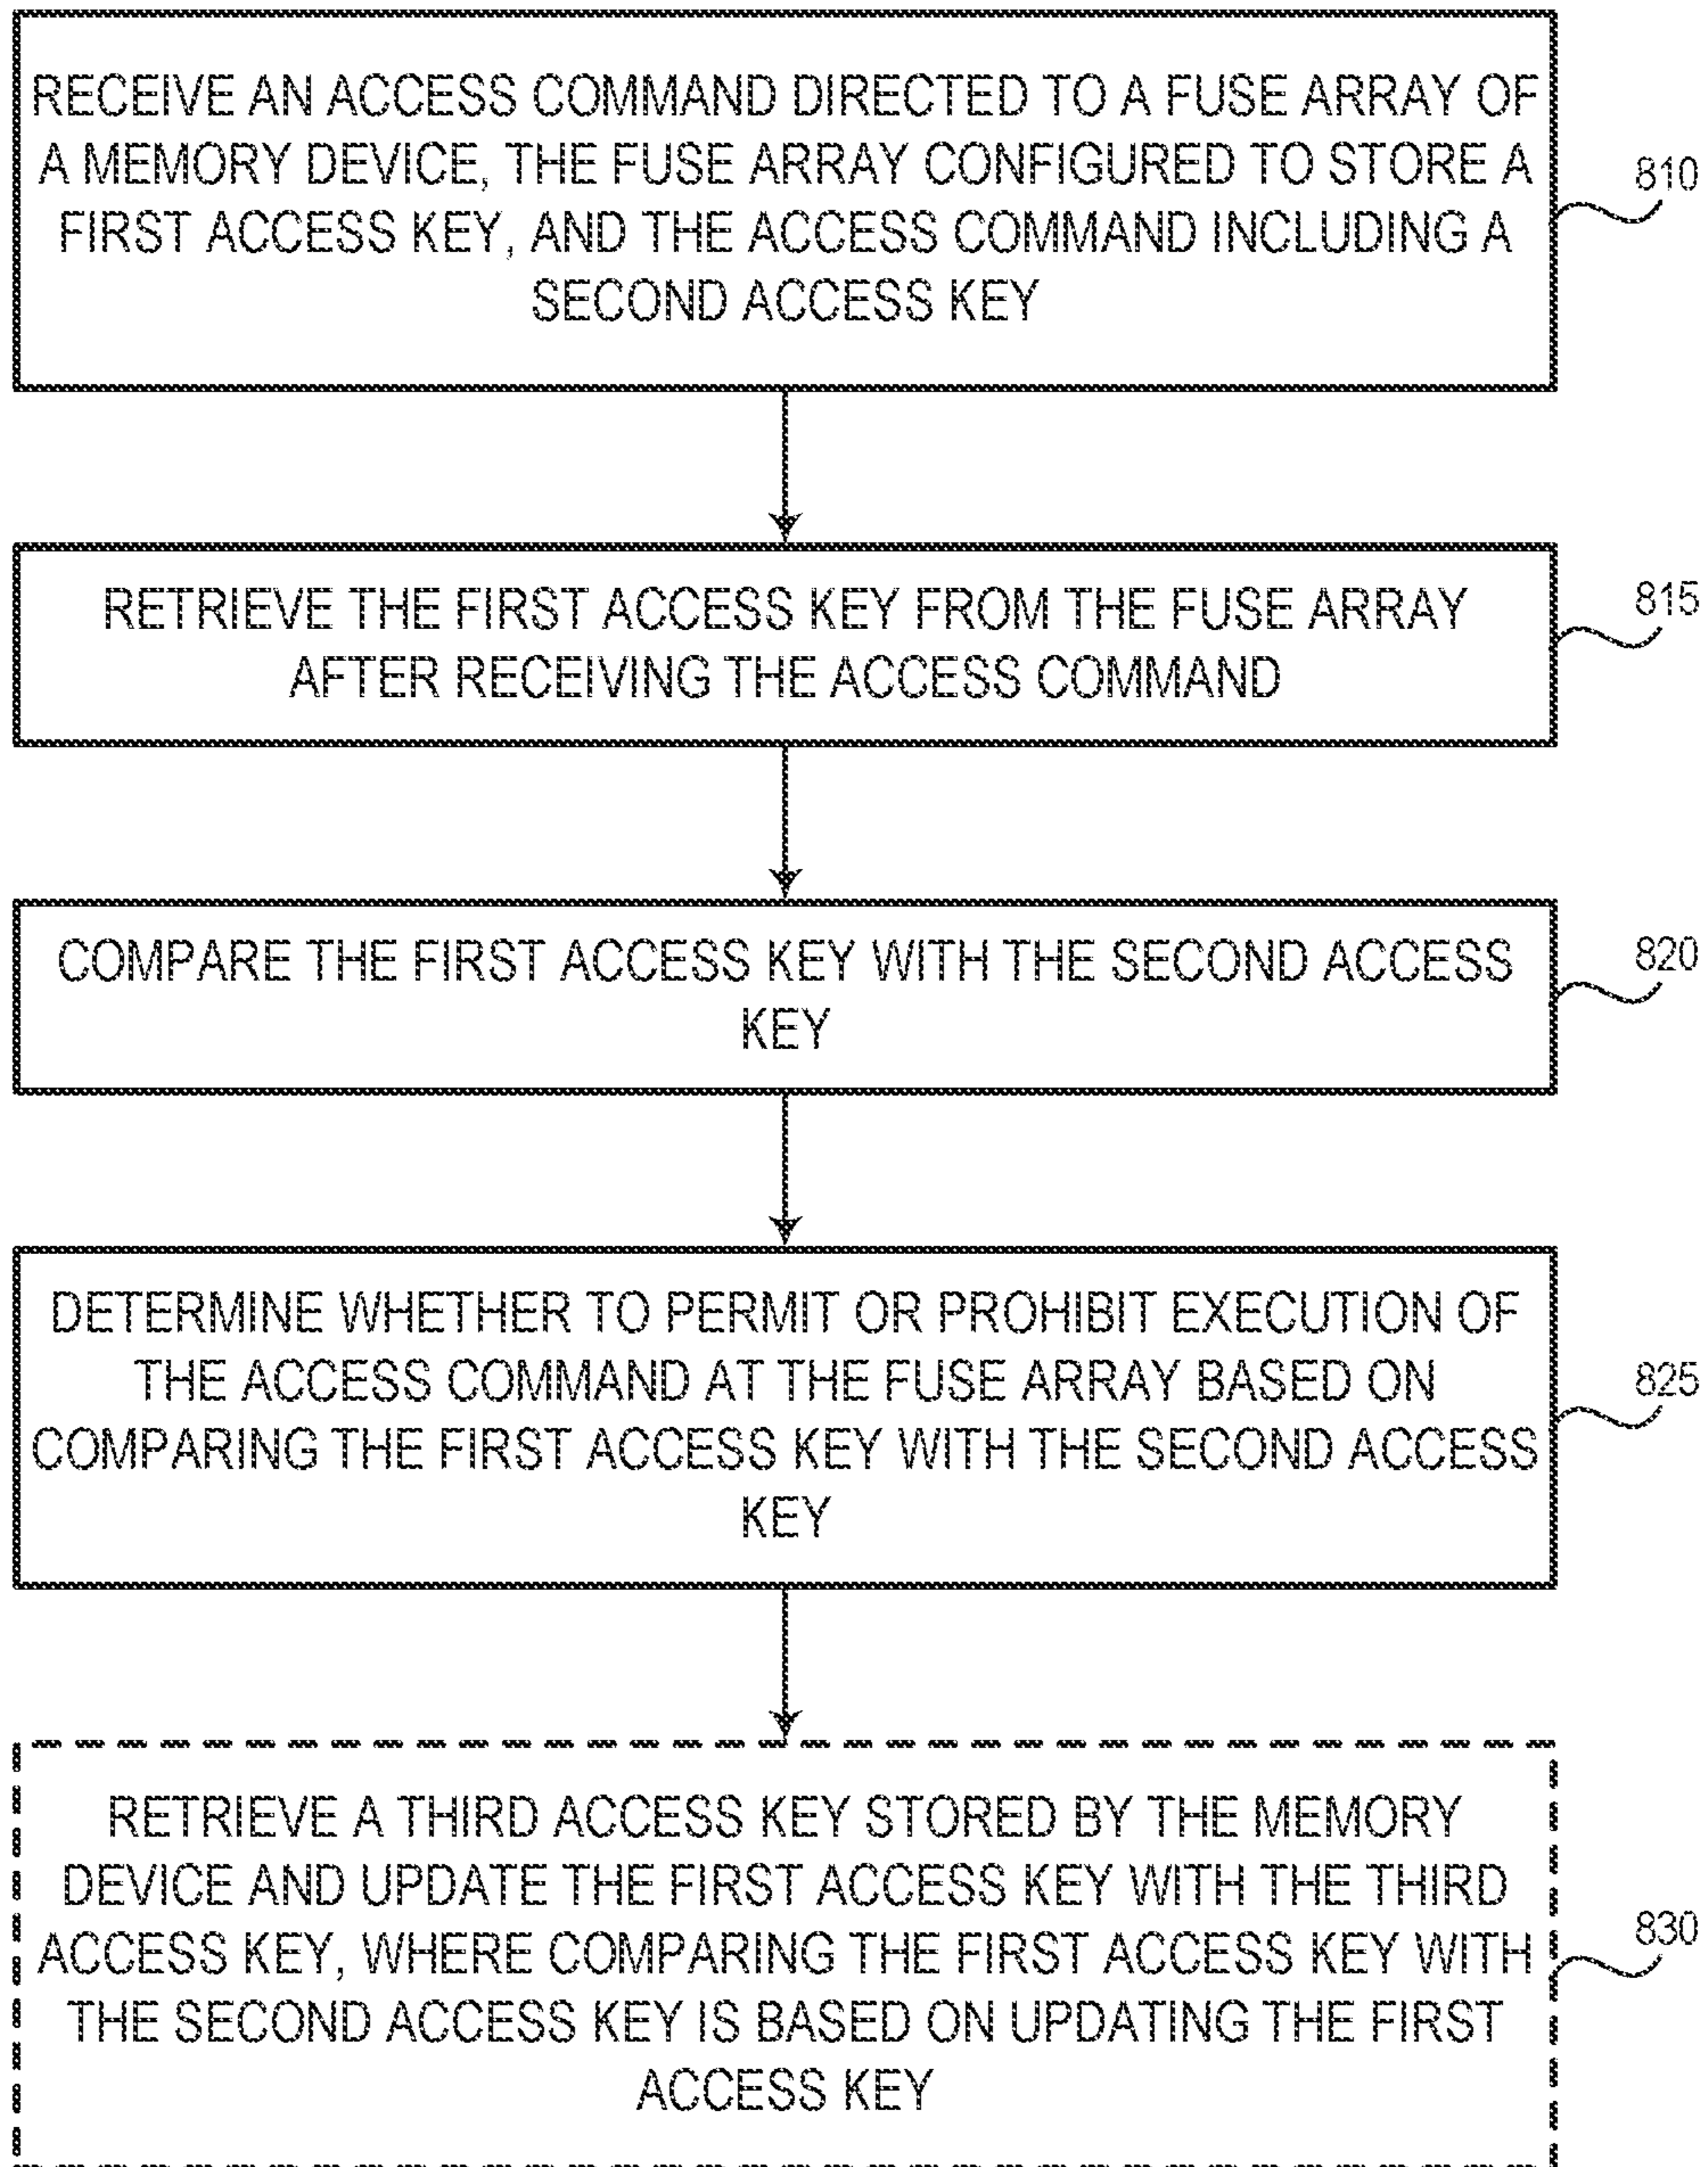 RECEIVE AN ACCESS COMMAND DIRECTED TO A FUSE ARRAY OF
A MEMORY DEVICE, THE FUSE ARRAY CONFIGURED TO STORE A
FIRST ACCESS KEY, AND THE ACCESS COMMAND INCLUDING A
SECOND ACCESS KEY
810
RETRIEVE THE FIRST ACCESS KEY FROM THE FUSE ARRAY
AFTER RECEIVING THE ACCESS COMMAND
815
COMPARE THE FIRST ACCESS KEY WITH THE SECOND ACCESS
KEY
820
DETERMINE WHETHER TO PERMIT OR PROHIBIT EXECUTION OF
THE ACCESS COMMAND AT THE FUSE ARRAY BASED ON
COMPARING THE FIRST ACCESS KEY WITH THE SECOND ACCESS
KEY
825
RETRIEVE A THIRD ACCESS KEY STORED BY THE MEMORY
DEVICE AND UPDATE THE FIRST ACCESS KEY WITH THE THIRD
ACCESS KEY, WHERE COMPARING THE FIRST ACCESS KEY WITH
THE SECOND ACCESS KEY IS BASED ON UPDATING THE FIRST
ACCESS KEY
830